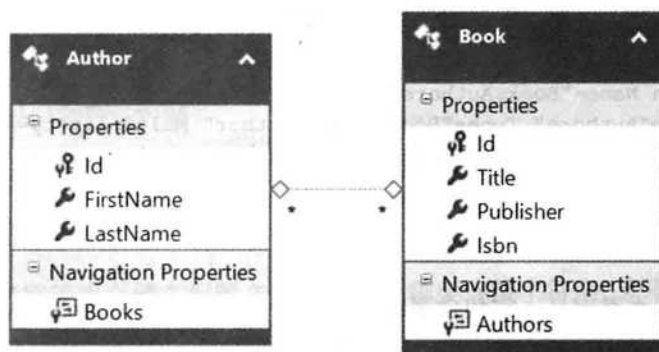 Author
Properties
Id
FirstName
LastName
Navigation Properties
Books
*
*
Book
Properties
Id
Title
Publisher
Isbn
Navigation Properties
Authors